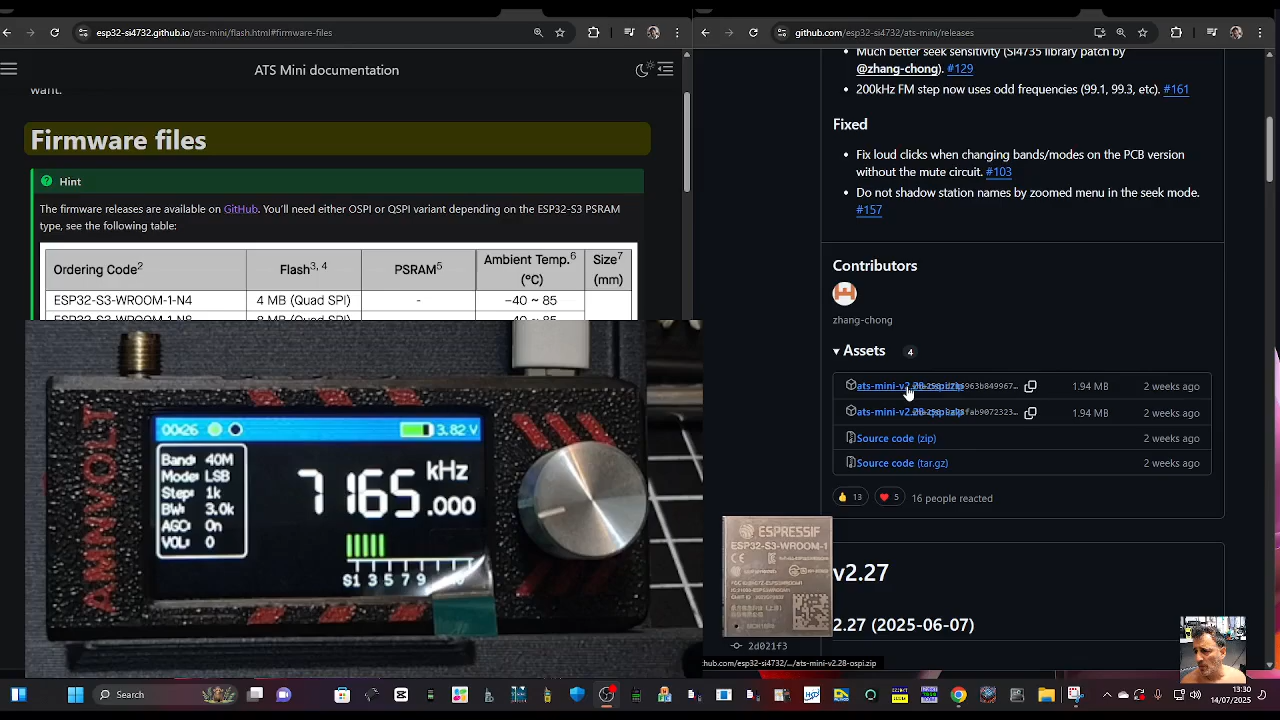 esp32-si4732.github.io/ats-mini/flash.html#firmware-files
ATS Mini documentation
want.
Firmware files
Hint
The firmware releases are available on GitHub. You'll need either OSPI or QSPI variant depending on the ESP32-S3 PSRAM
type, see the following table:
Ordering Code2 Flash3, 4 PSRAM5 Ambient Temp.6 (°C) Size7 (mm)
ESP32-S3-WROOM-1-N4 4 MB (Quad SPI) - −40 ~ 85
00:26 3.82 V
Band: 40M
Mode: LSB
Step: 1k
BW: 3.0k
AGC: On
VOL: 0
7165.000 kHz
S1 3 5 7 9
github.com/esp32-si4732/ats-mini/releases
Much better seek sensitivity (SI4735 library patch by
@zhang-chong). #129
200kHz FM step now uses odd frequencies (99.1, 99.3, etc). #161
Fixed
Fix loud clicks when changing bands/modes on the PCB version
without the mute circuit. #103
Do not shadow station names by zoomed menu in the seek mode.
#157
Contributors
zhang-chong
Assets 4
1.94 MB 2 weeks ago
1.94 MB 2 weeks ago
Source code (zip) 2 weeks ago
Source code (tar.gz) 2 weeks ago
13 5 16 people reacted
ESPRESSIF
ESP32-S3-WROOM-1
v2.27
2.27 (2025-06-07)
2d021f3
hub.com/esp32-si4732/.../ats-mini-v2.28-ospi.zip
Search
13:30
14/07/2025